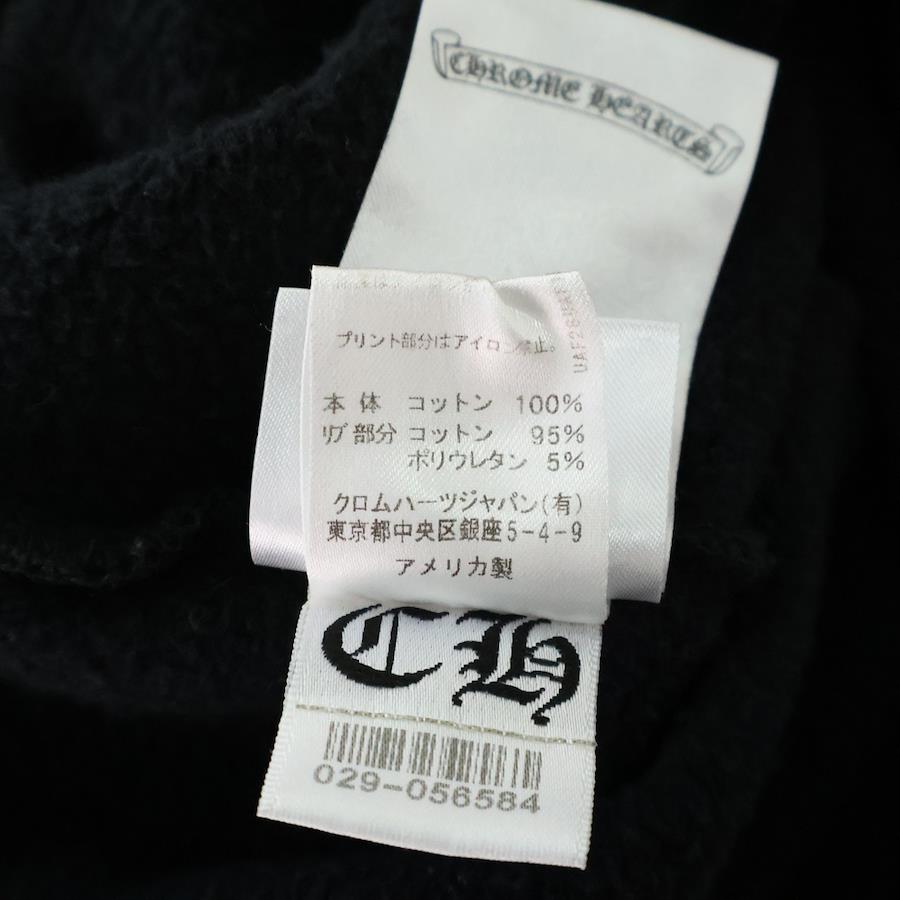 CHROME HEARTS
プリント部分はアイロン禁止。
本体 コットン 100%
リブ部分 コットン 95%
ポリウレタン 5%
クロムハーツジャパン(有)
東京都中央区銀座5-4-9
アメリカ製
CH
029-056584